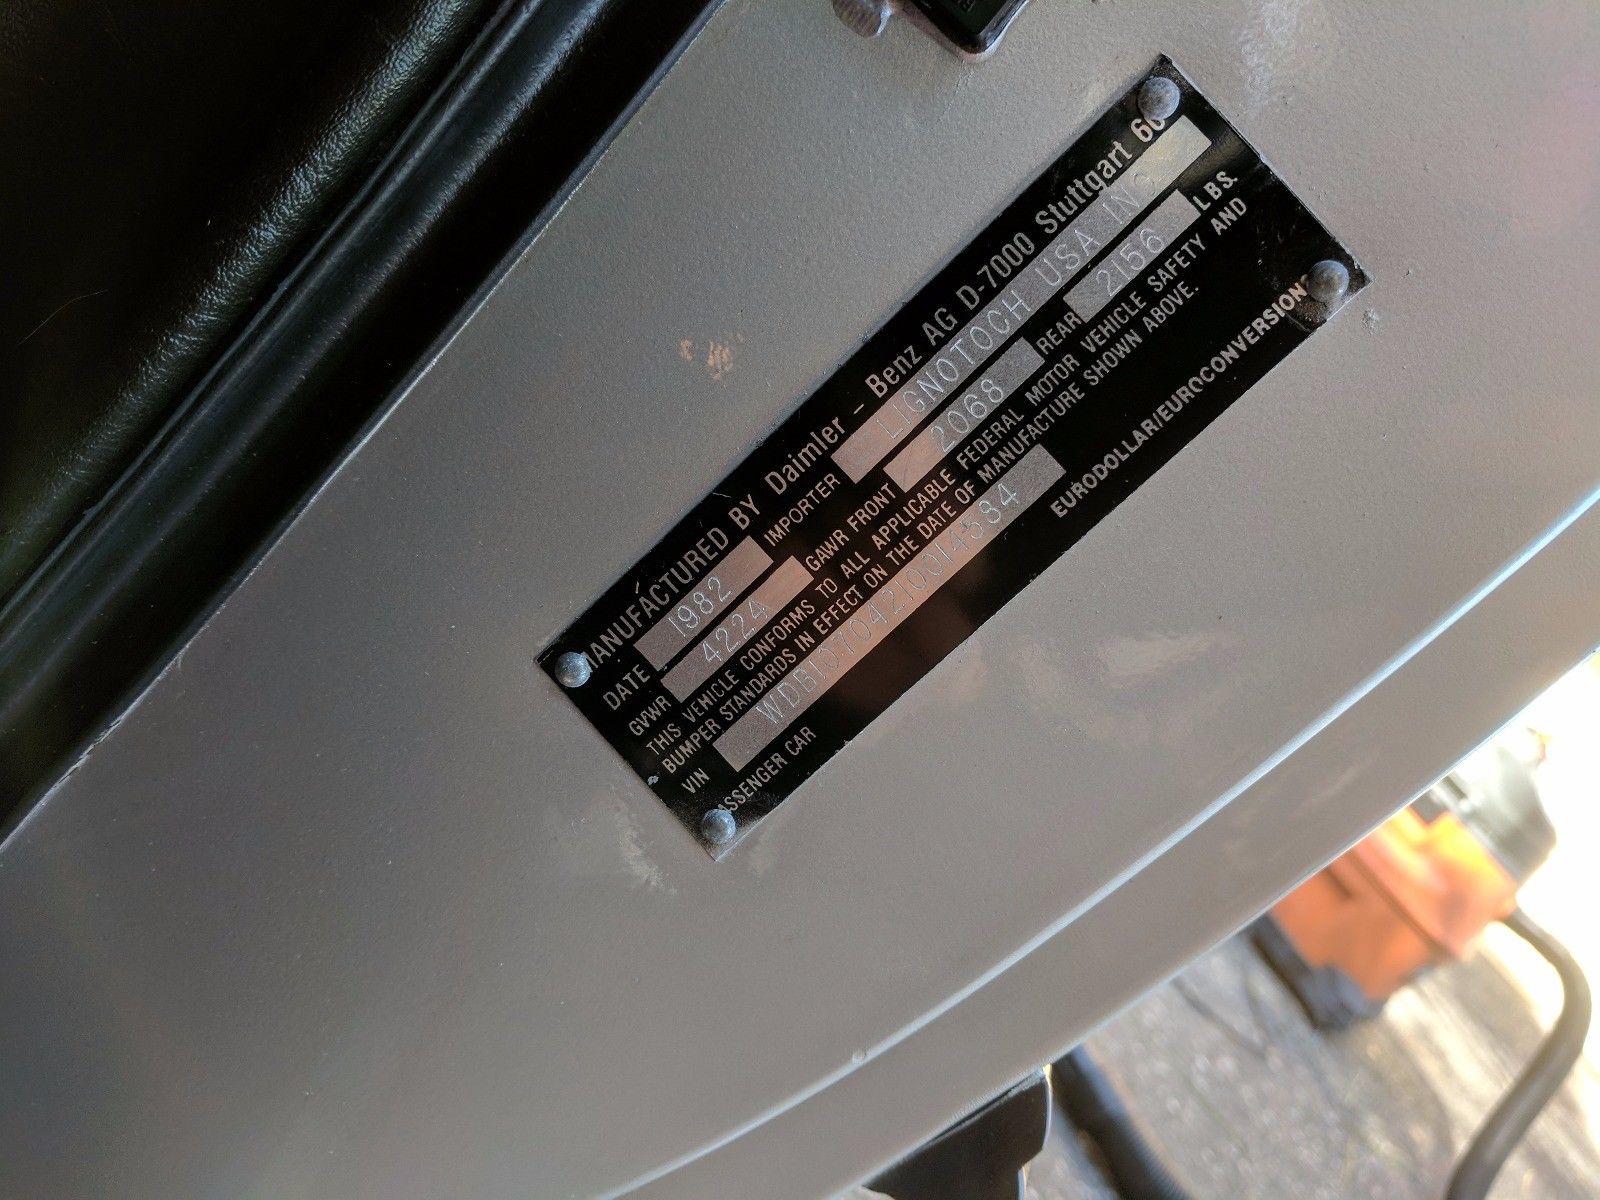 MANUFACTURED BY Daimler - Benz AG D-7000 Stuttgart 60
DATE 1982 IMPORTER LIGNOTOCH USA INC
GVWR 4224 GAWR FRONT 2068 REAR 2156 LBS.
THIS VEHICLE CONFORMS TO ALL APPLICABLE FEDERAL MOTOR VEHICLE SAFETY AND
BUMPER STANDARDS IN EFFECT ON THE DATE OF MANUFACTURE SHOWN ABOVE.
VIN WDB10704210014584
PASSENGER CAR EURODOLLAR/EUROCONVERSION